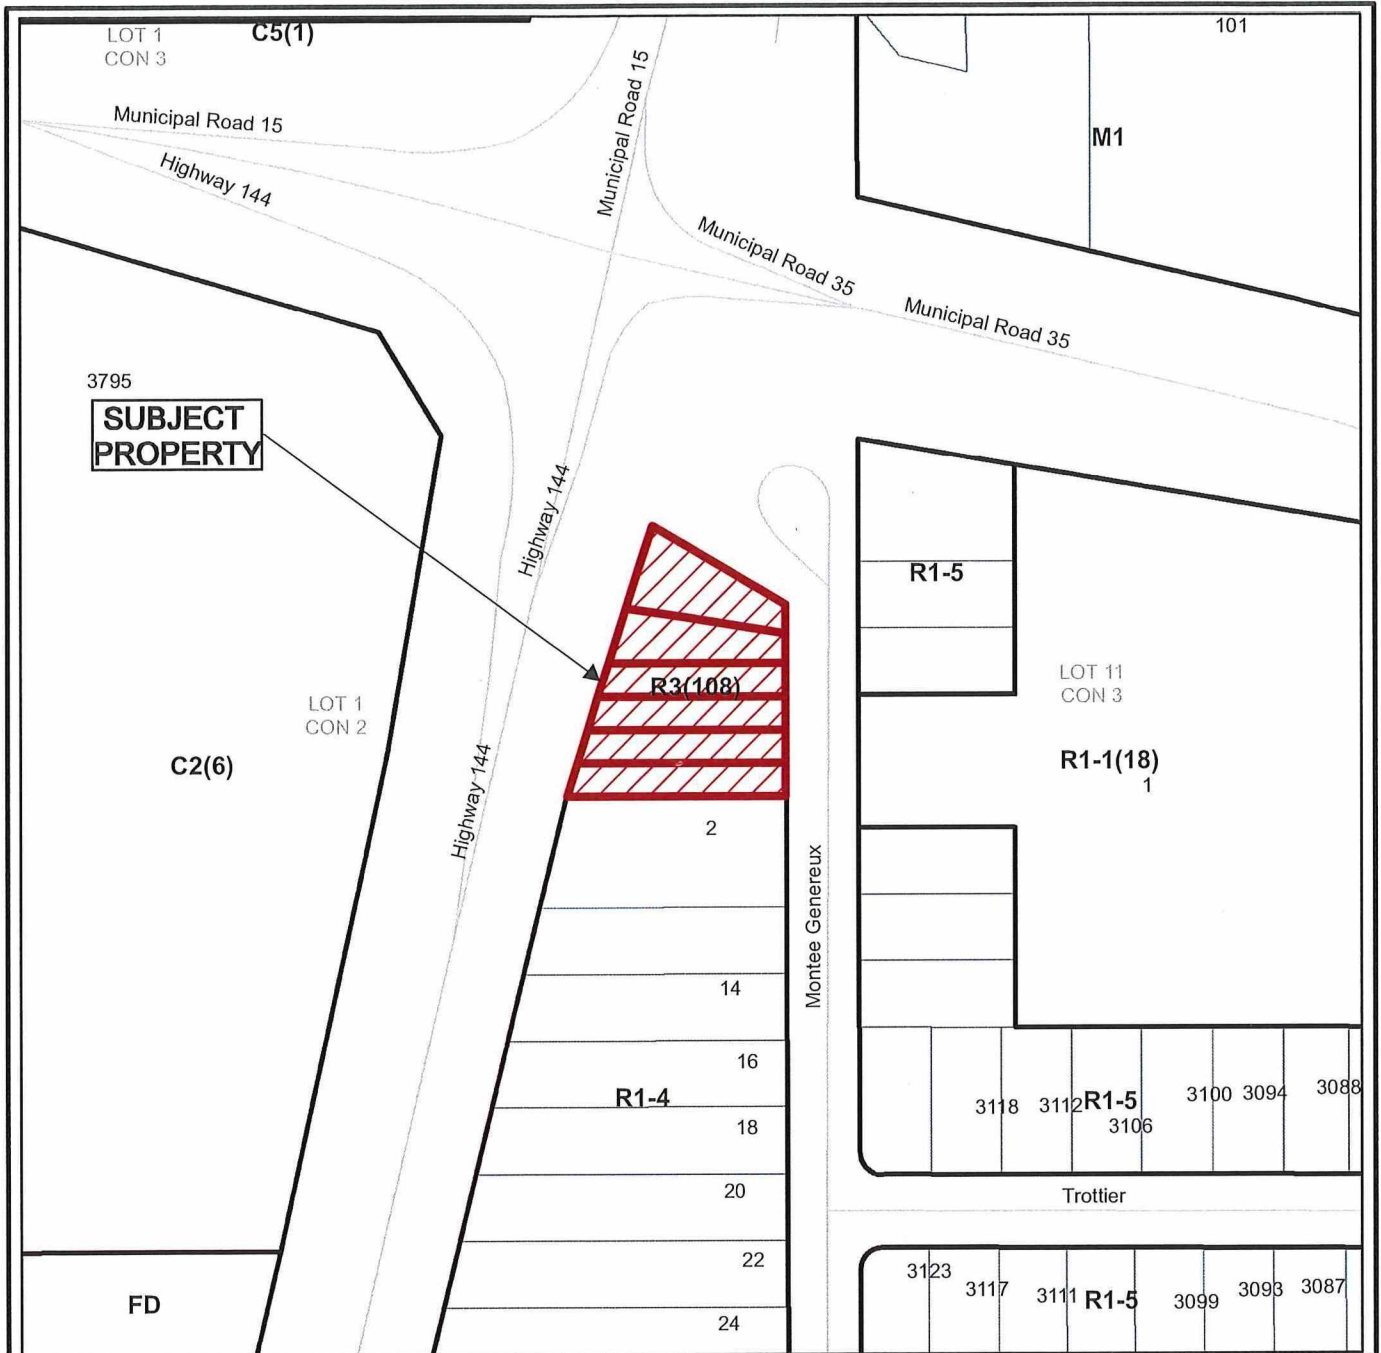 LOT 1
CON 3
C5(1)
101
Municipal Road 15
Municipal Road 15
M1
Highway 144
Municipal Road 35
Municipal Road 35
3795
SUBJECT
PROPERTY
Highway 144
R1-5
R3(108)
LOT 11
CON 3
LOT 1
CON 2
C2(6)
R1-1(18)
1
Highway 144
2
Montee Genereux
14
16
R1-4
18
3118
3112
R1-5
3106
3100
3094
3088
20
Trottier
22
3123
3117
3111
R1-5
3099
3093
3087
FD
24